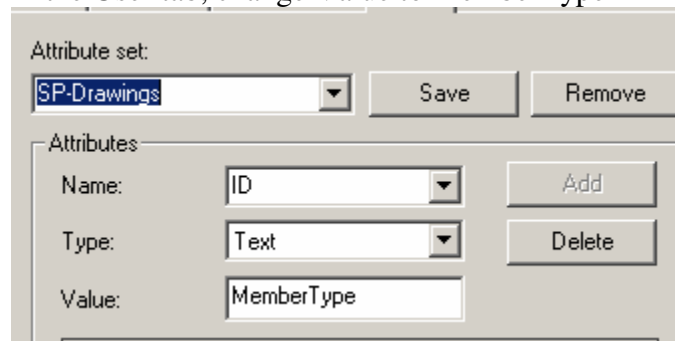 Attribute set:
SP-Drawings Save Remove
Attributes
Name: ID Add
Type: Text Delete
Value: MemberType